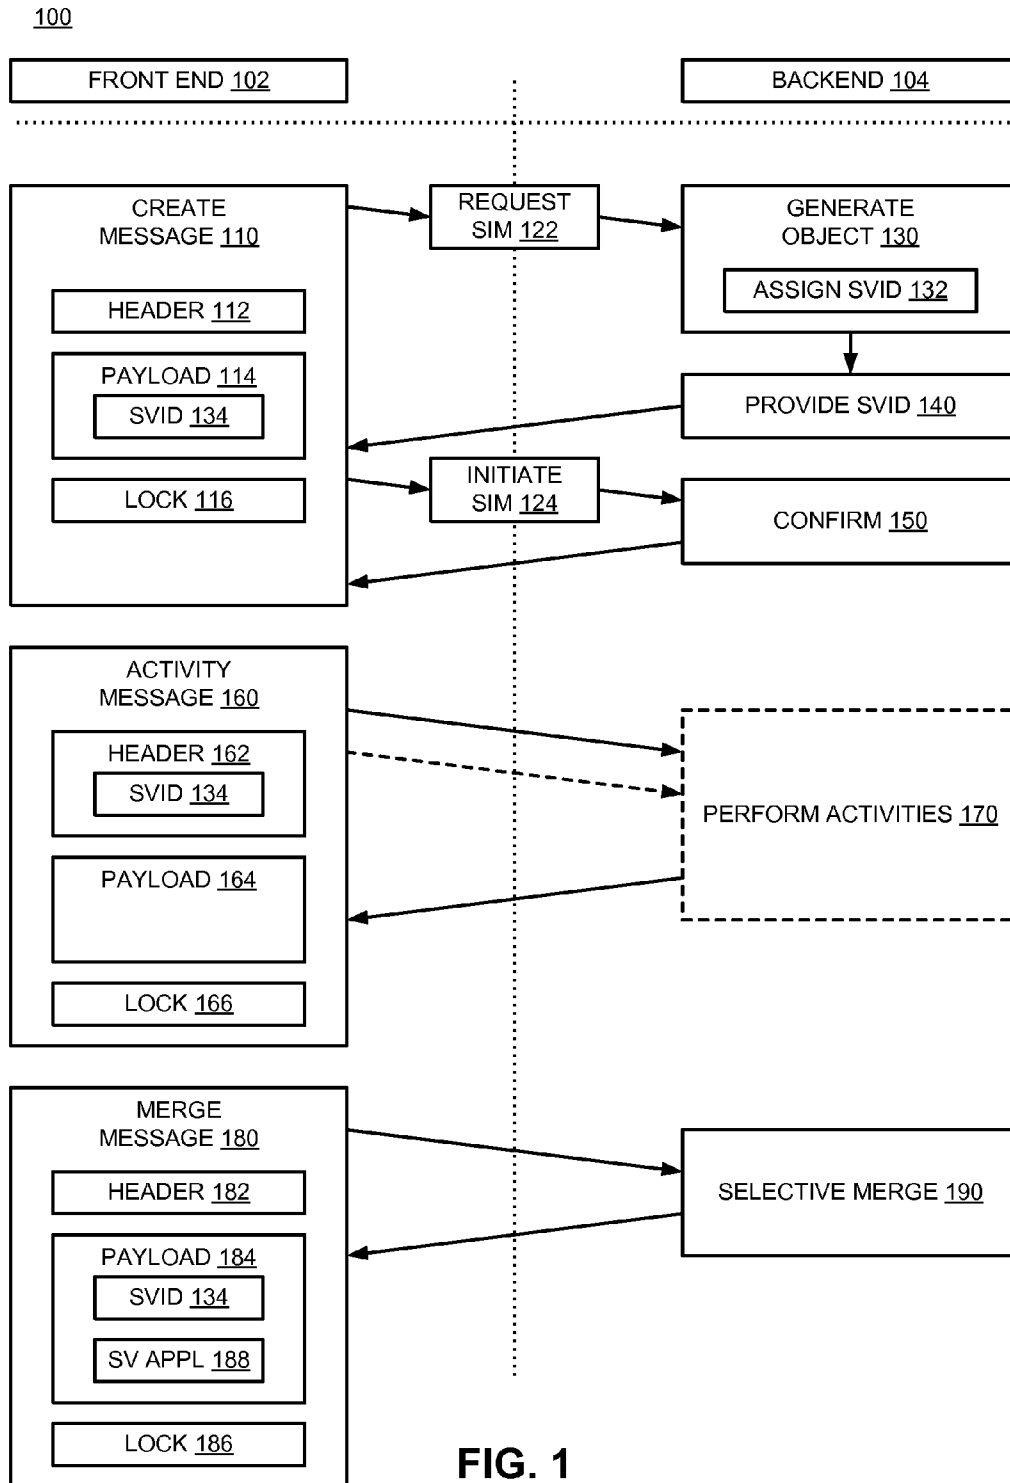 100
FRONT END 102
BACKEND 104
CREATE
MESSAGE 110
HEADER 112
PAYLOAD 114
SVID 134
LOCK 116
REQUEST
SIM 122
GENERATE
OBJECT 130
ASSIGN SVID 132
PROVIDE SVID 140
INITIATE
SIM 124
CONFIRM 150
ACTIVITY
MESSAGE 160
HEADER 162
SVID 134
PAYLOAD 164
LOCK 166
PERFORM ACTIVITIES 170
MERGE
MESSAGE 180
HEADER 182
PAYLOAD 184
SVID 134
SV APPL 188
LOCK 186
SELECTIVE MERGE 190
FIG. 1